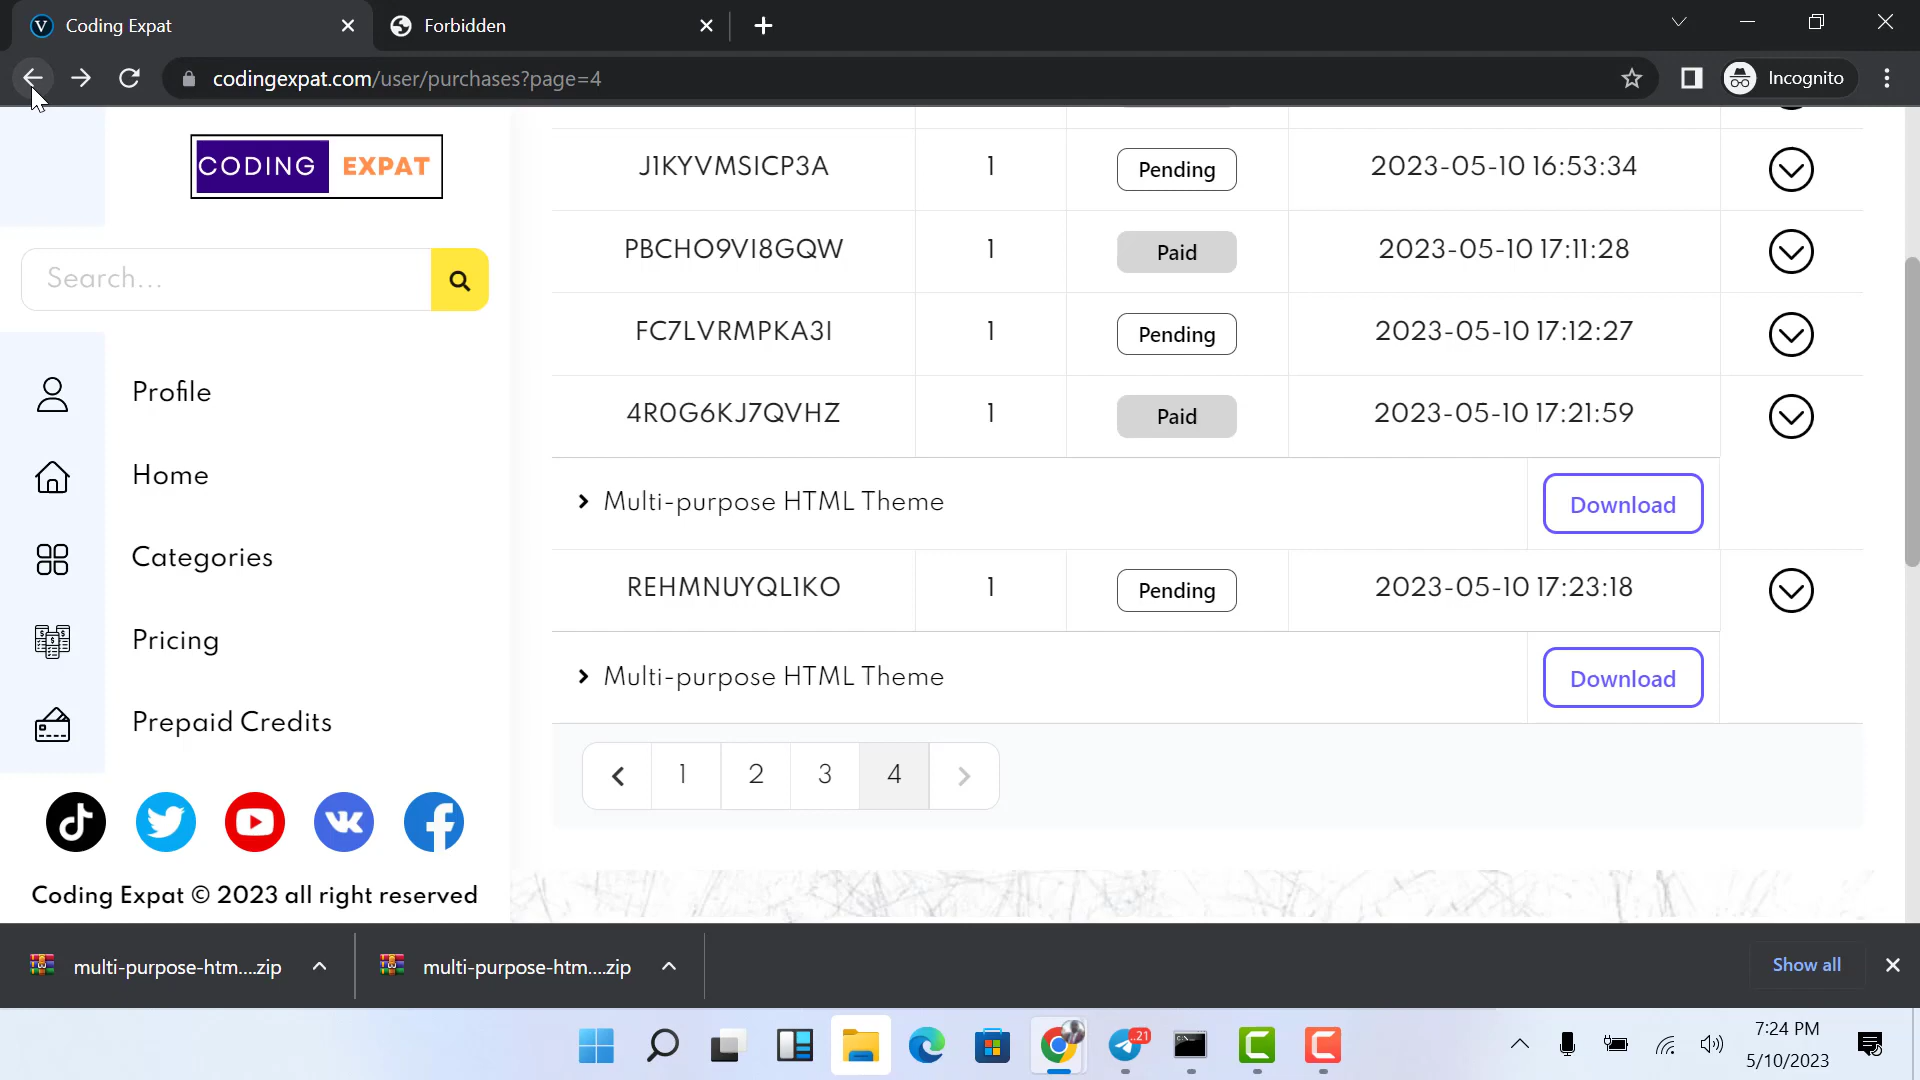 Coding Expat
Forbidden
codingexpat.com/user/purchases?page=4
Incognito
CODING EXPAT
Search...
Profile
Home
Categories
Pricing
Prepaid Credits
Coding Expat © 2023 all right reserved
J1KYVMSICP3A 1 Pending 2023-05-10 16:53:34
PBCHO9VI8GQW 1 Paid 2023-05-10 17:11:28
FC7LVRMPKA3I 1 Pending 2023-05-10 17:12:27
4R0G6KJ7QVHZ 1 Paid 2023-05-10 17:21:59
Multi-purpose HTML Theme Download
REHMNUYQL1KO 1 Pending 2023-05-10 17:23:18
Multi-purpose HTML Theme Download
1 2 3 4
multi-purpose-htm....zip
multi-purpose-htm....zip
Show all
..21
7:24 PM
5/10/2023